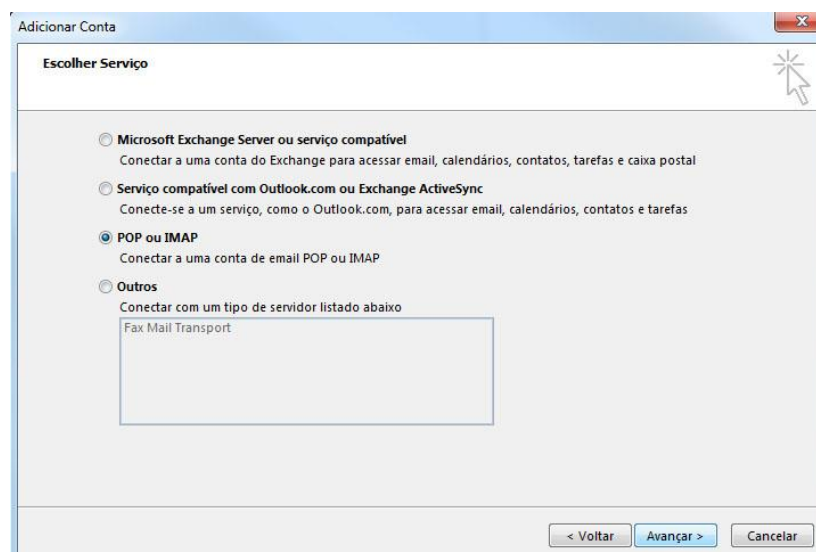 Adicionar Conta
Escolher Serviço
Microsoft Exchange Server ou serviço compatível
Conectar a uma conta do Exchange para acessar email, calendários, contatos, tarefas e caixa postal
Serviço compatível com Outlook.com ou Exchange ActiveSync
Conecte-se a um serviço, como o Outlook.com, para acessar email, calendários, contatos e tarefas
POP ou IMAP
Conectar a uma conta de email POP ou IMAP
Outros
Conectar com um tipo de servidor listado abaixo
Fax Mail Transport
< Voltar Avançar > Cancelar